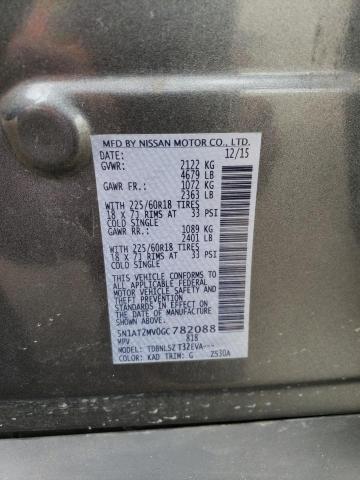 MFD BY NISSAN MOTOR CO., LTD.
DATE: 12/15
GVWR: 2122 KG
4679 LB
GAWR FR.: 1072 KG
2363 LB
WITH 225/60R18 TIRES
18 X 7J RIMS AT 33 PSI
COLD SINGLE
GAWR RR.: 1089 KG
2401 LB
WITH 225/60R18 TIRES
18 X 7J RIMS AT 33 PSI
COLD SINGLE
THIS VEHICLE CONFORMS TO
ALL APPLICABLE FEDERAL
MOTOR VEHICLE SAFETY
STANDARDS IN EFFECT ON
THE DATE OF MANUFACTURE
SHOWN ABOVE.
5N1AT2MV0GC782088
MPV 818
MODEL: TDBNLSZ T32EVA---
COLOR: KAD TRIM: G ZS30A